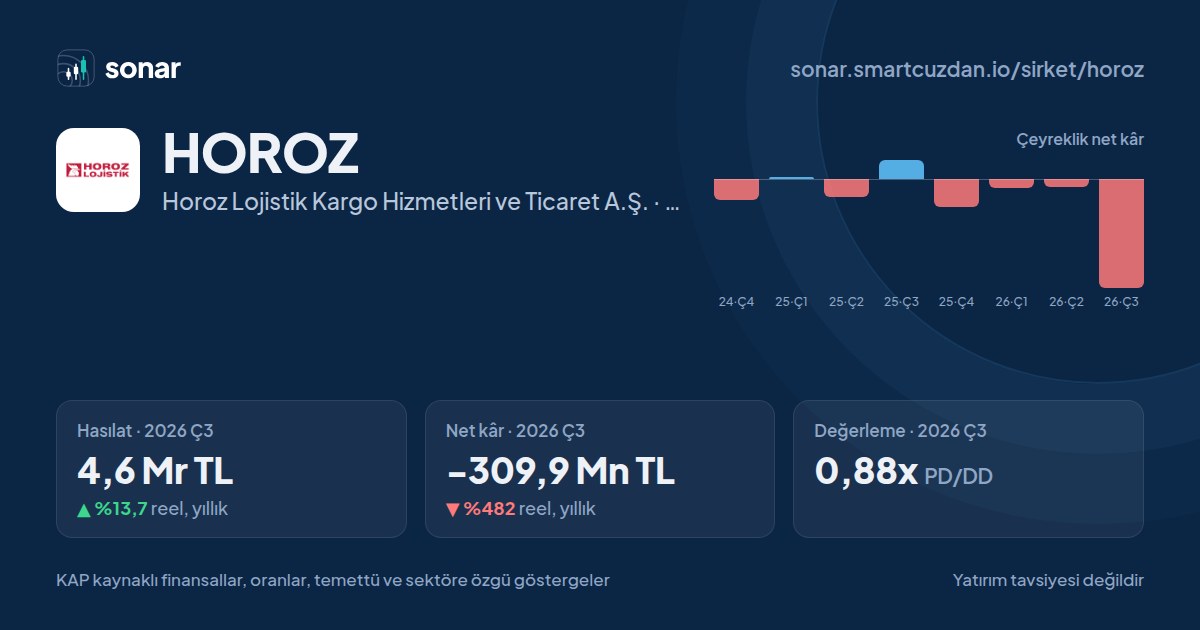 sonar
sonar.smartcuzdan.io/sirket/horoz
HOROZ
LOJİSTİK
HOROZ
Horoz Lojistik Kargo Hizmetleri ve Ticaret A.Ş. · ...
Çeyreklik net kâr
24·Ç4 25·Ç1 25·Ç2 25·Ç3 25·Ç4 26·Ç1 26·Ç2 26·Ç3
Hasılat · 2026 Ç3
4,6 Mr TL
▲ %13,7 reel, yıllık
Net kâr · 2026 Ç3
−309,9 Mn TL
▼ %482 reel, yıllık
Değerleme · 2026 Ç3
0,88x PD/DD
KAP kaynaklı finansallar, oranlar, temettü ve sektöre özgü göstergeler
Yatırım tavsiyesi değildir